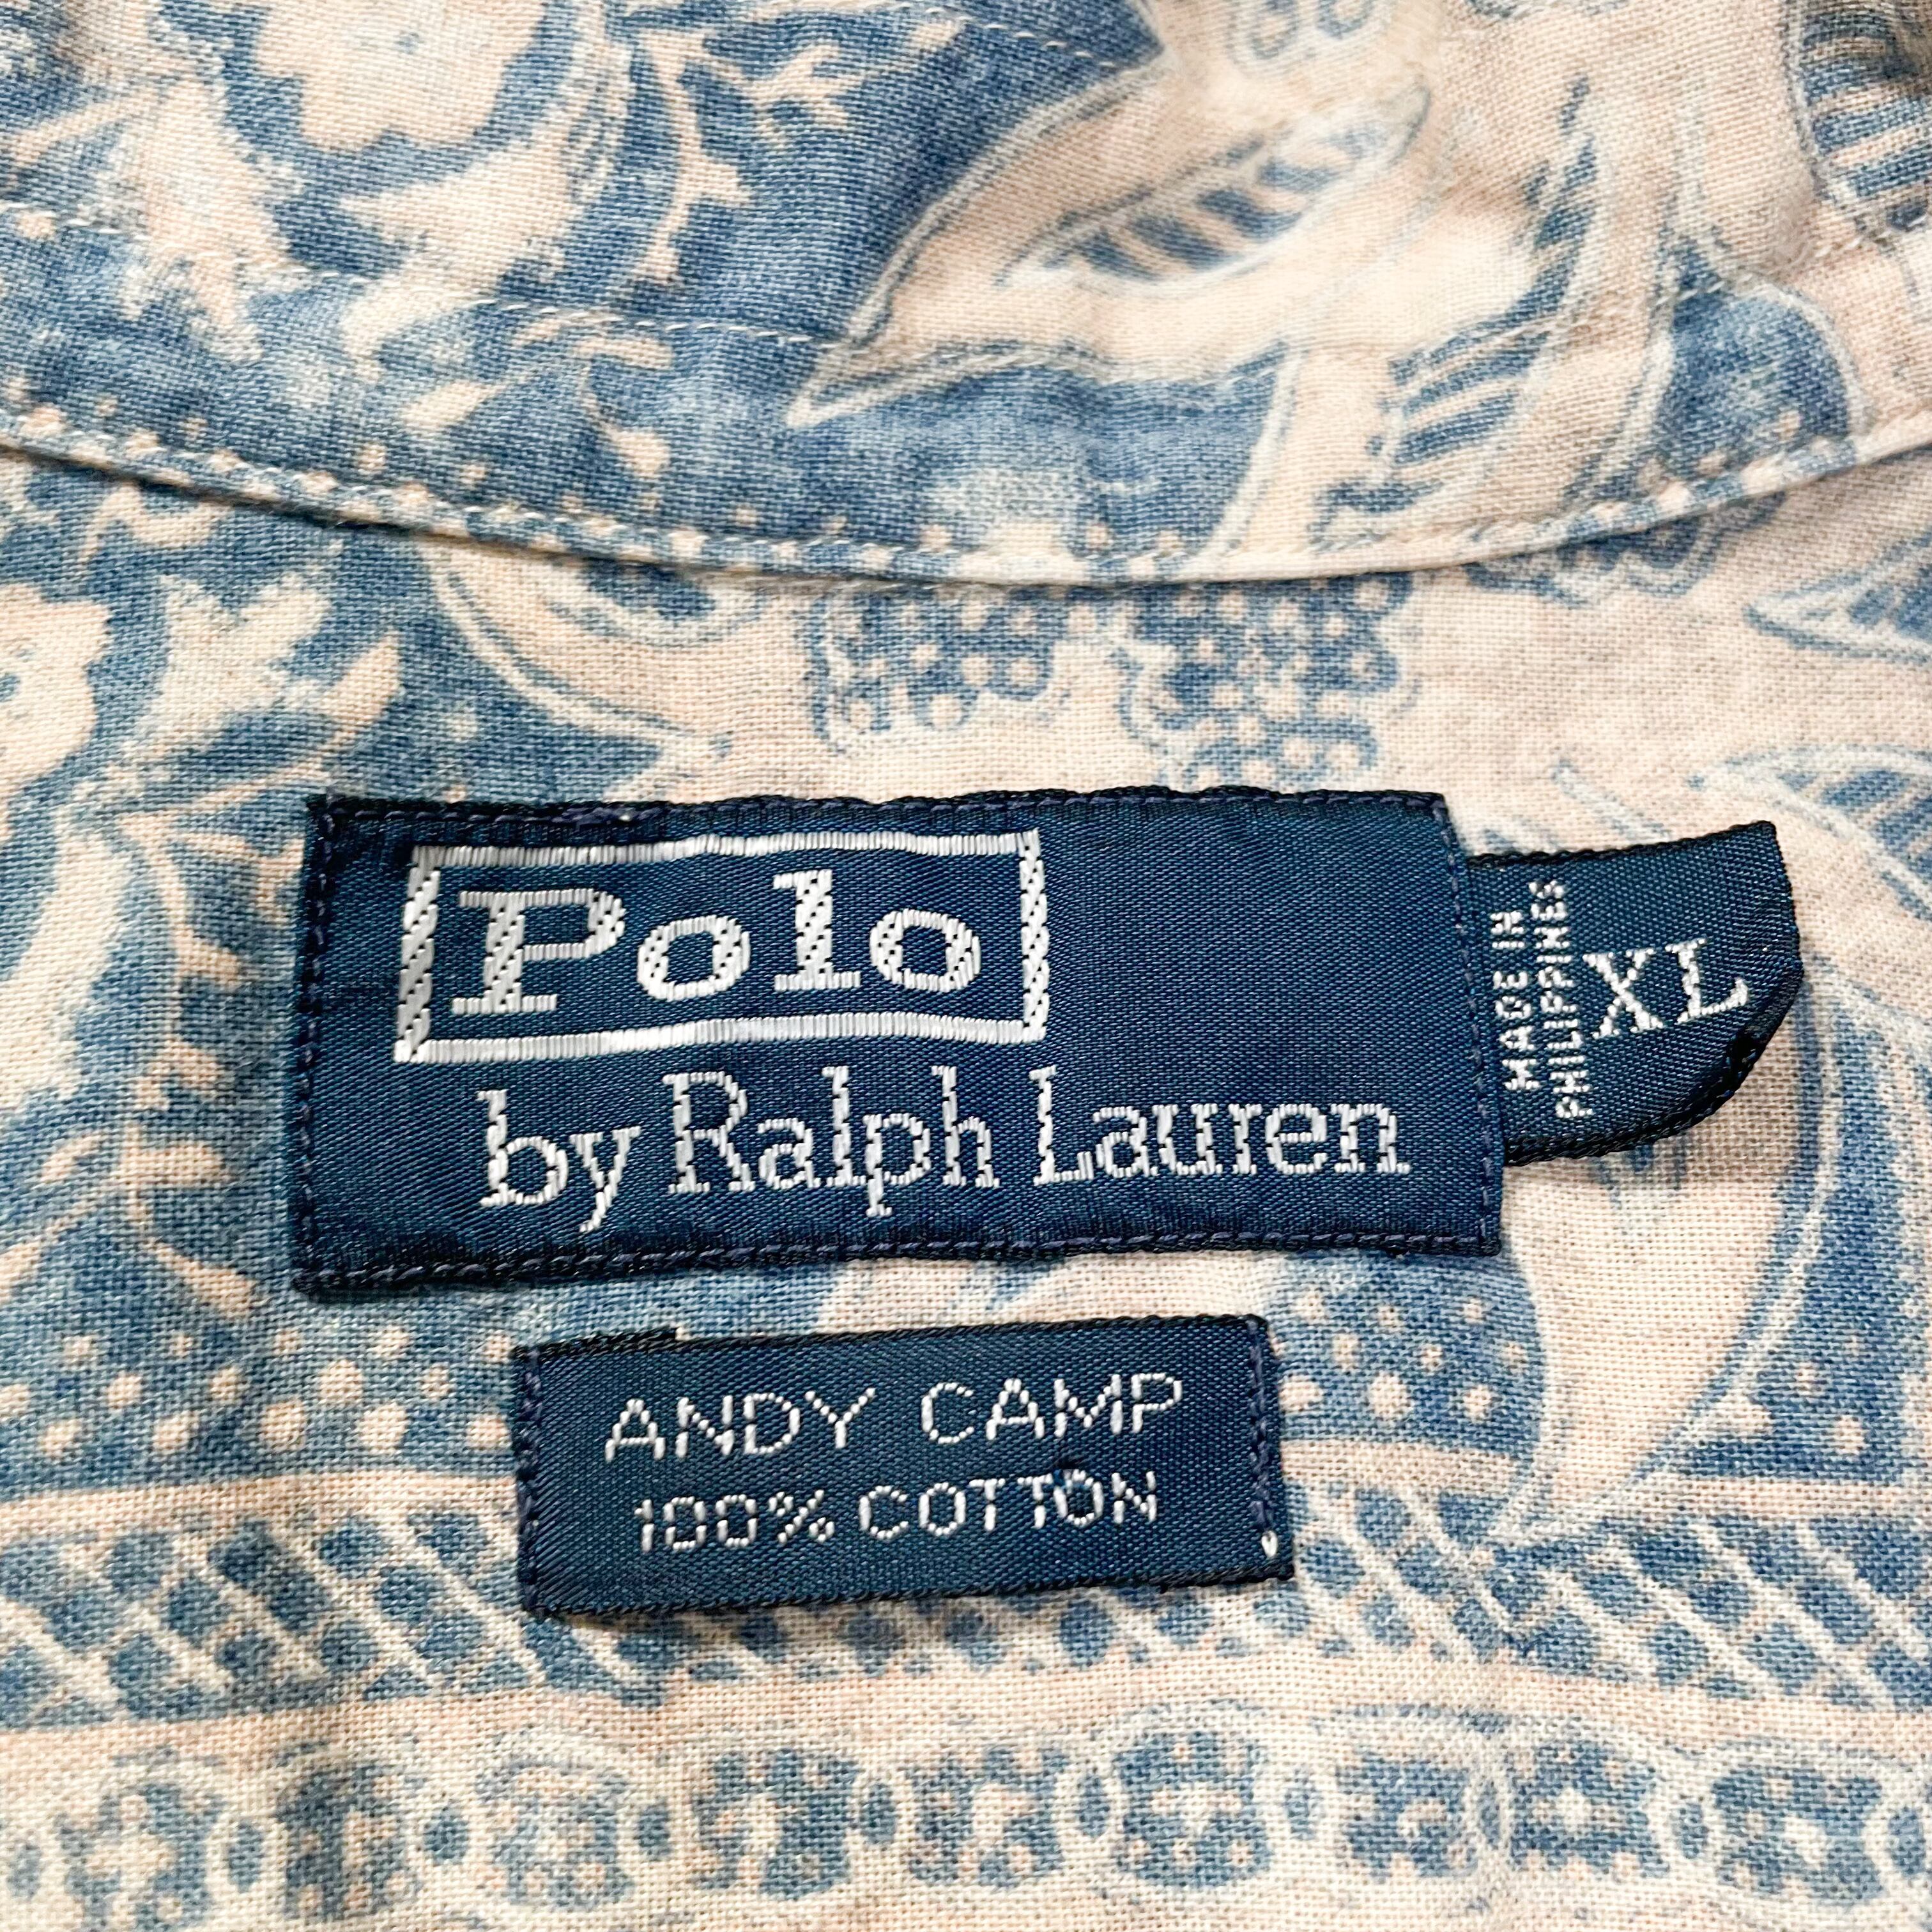 Polo
by Ralph Lauren
MADE IN
PHILIPPINES
XL
ANDY CAMP
100% COTTON